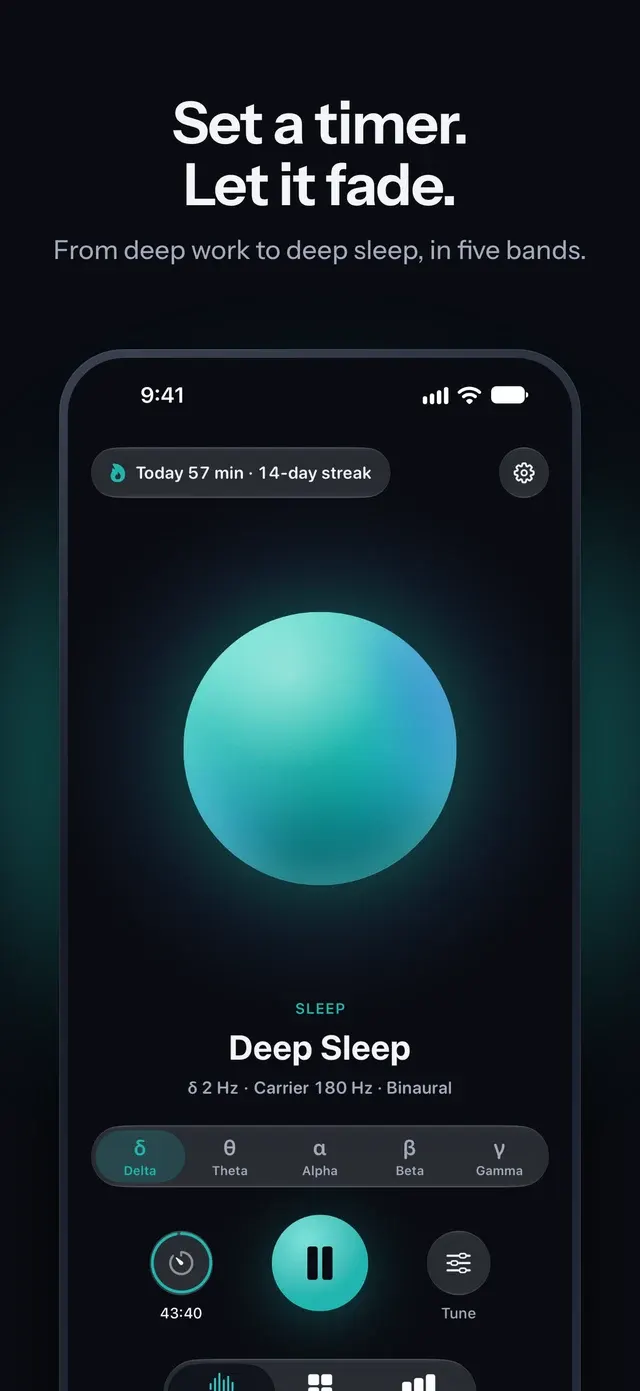 Set a timer.
Let it fade.
From deep work to deep sleep, in five bands.
9:41
Today 57 min · 14-day streak
SLEEP
Deep Sleep
δ 2 Hz · Carrier 180 Hz · Binaural
δ θ α β γ
Delta Theta Alpha Beta Gamma
43:40 Tune